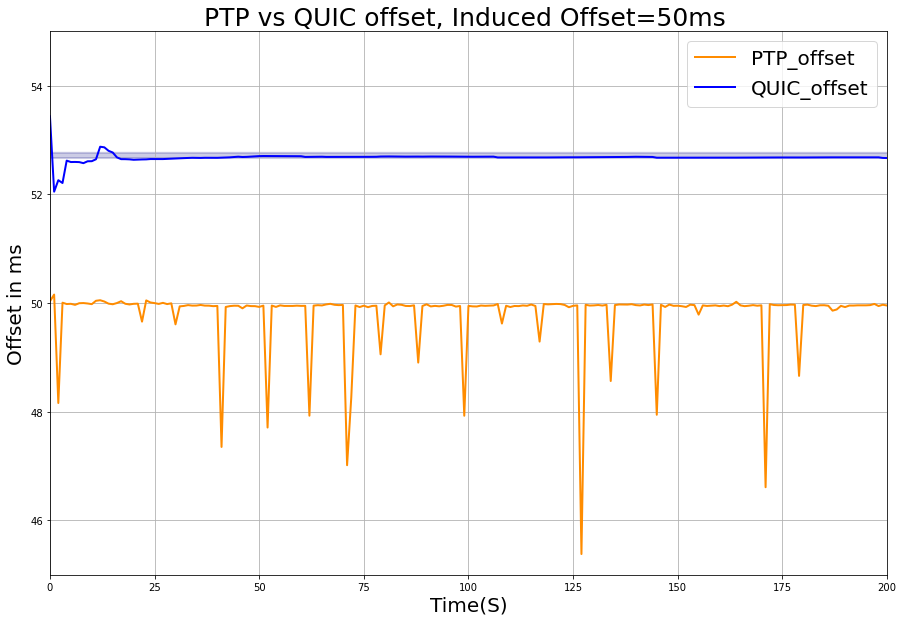 PTP vs QUIC offset, Induced Offset=50ms
PTP_offset
QUIC_offset
Offset in ms
54
52
50
48
46
0 25 50 75 100 125 150 175 200
Time(S)